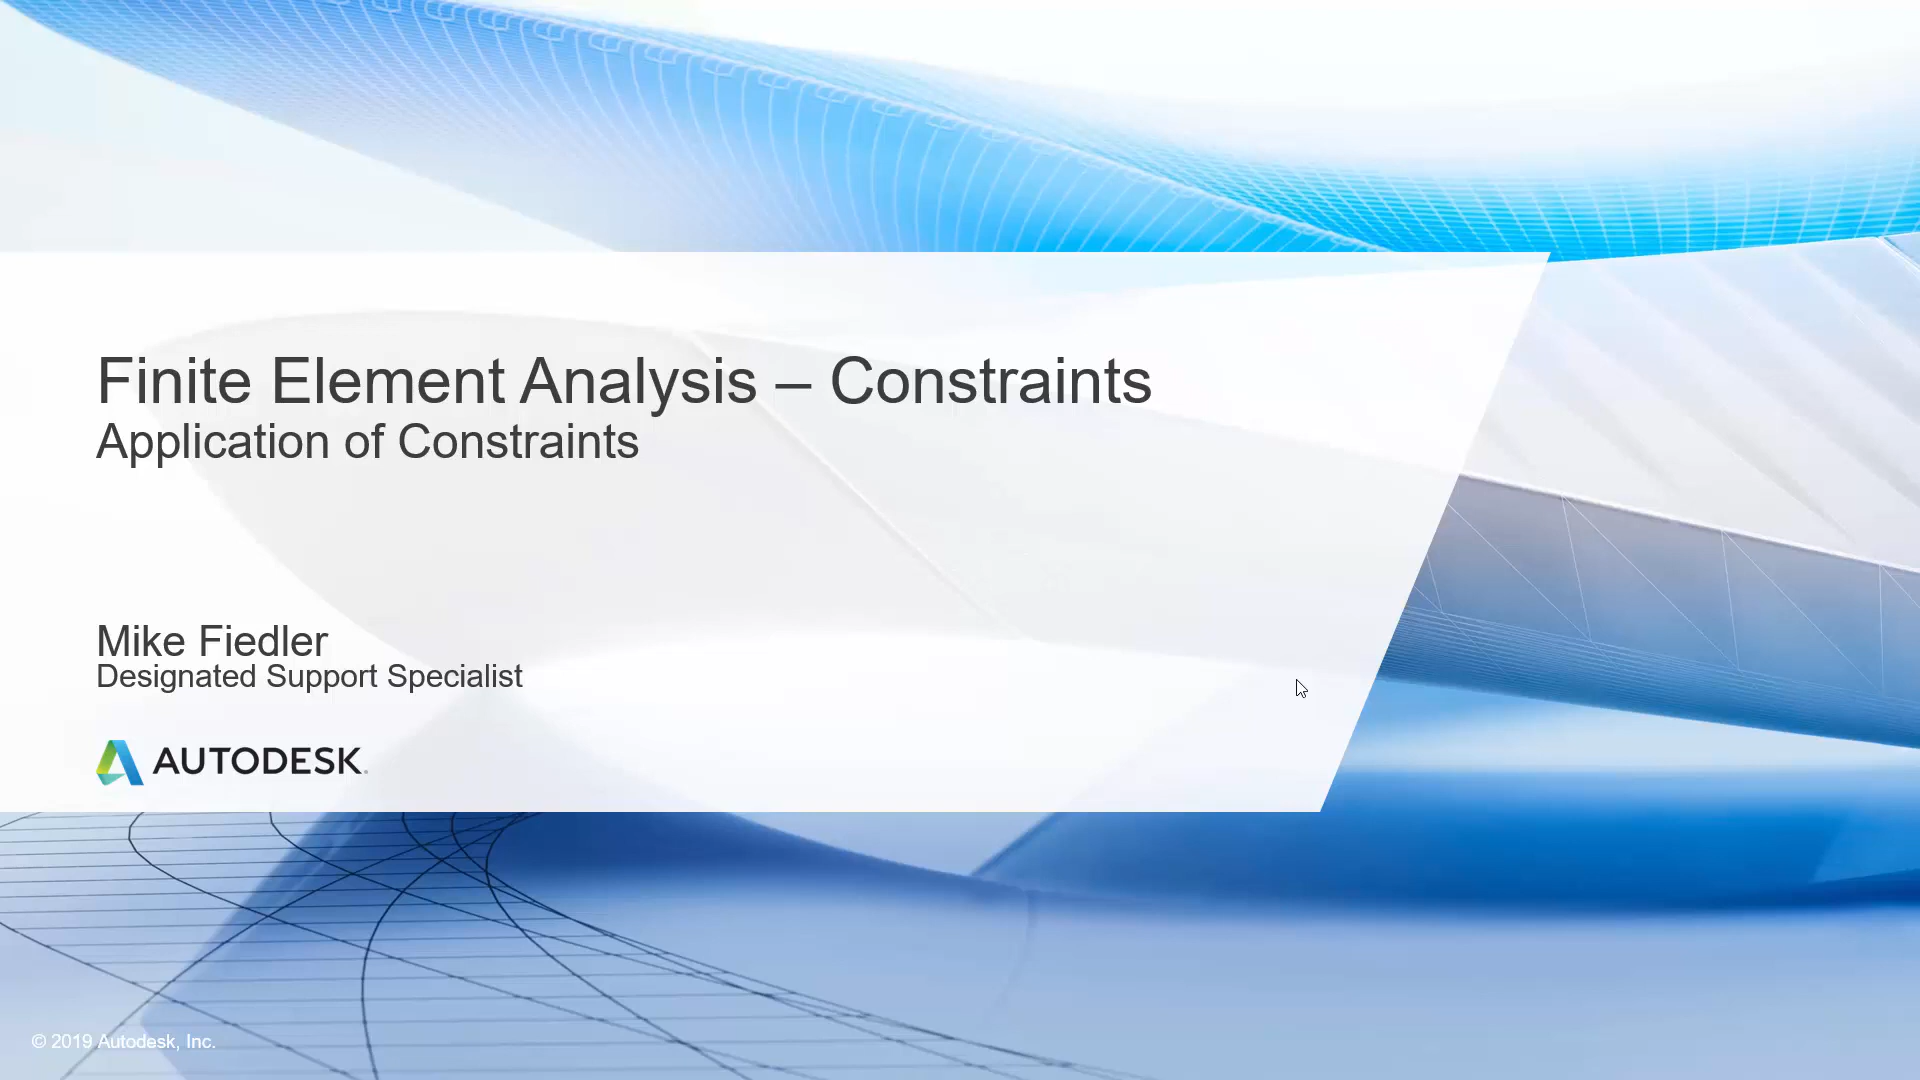 Finite Element Analysis – Constraints
Application of Constraints
Mike Fiedler
Designated Support Specialist
AUTODESK.
© 2019 Autodesk, Inc.